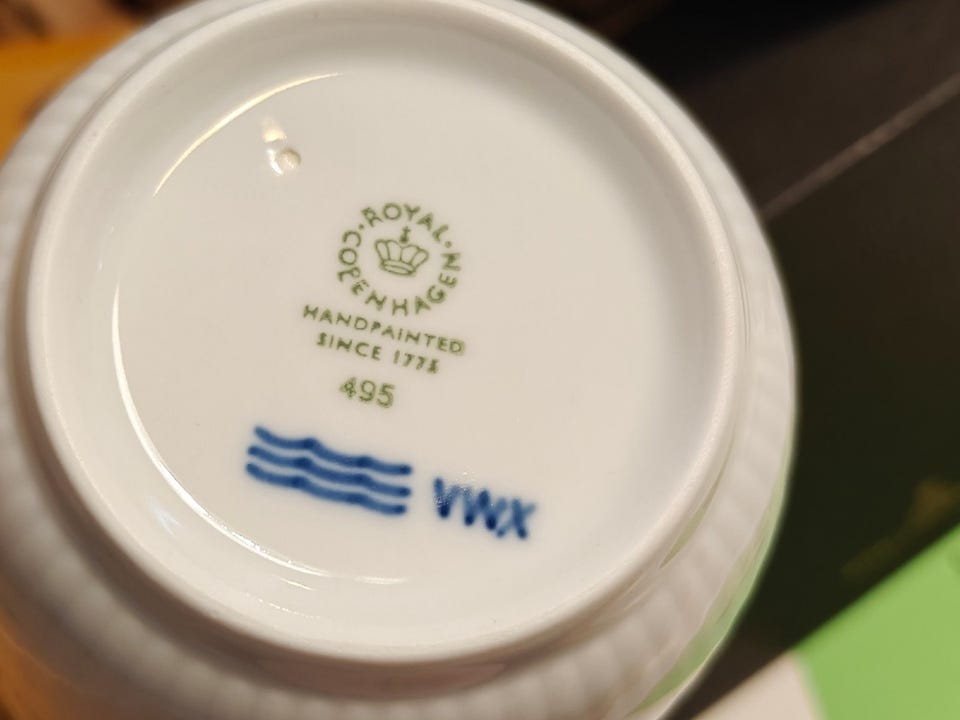 ROYAL · COPENHAGEN ·
HANDPAINTED
SINCE 1775
495
VWX